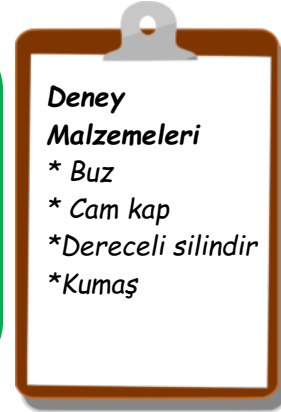 Deney
Malzemeleri
* Buz
* Cam kap
*Dereceli silindir
*Kumaş